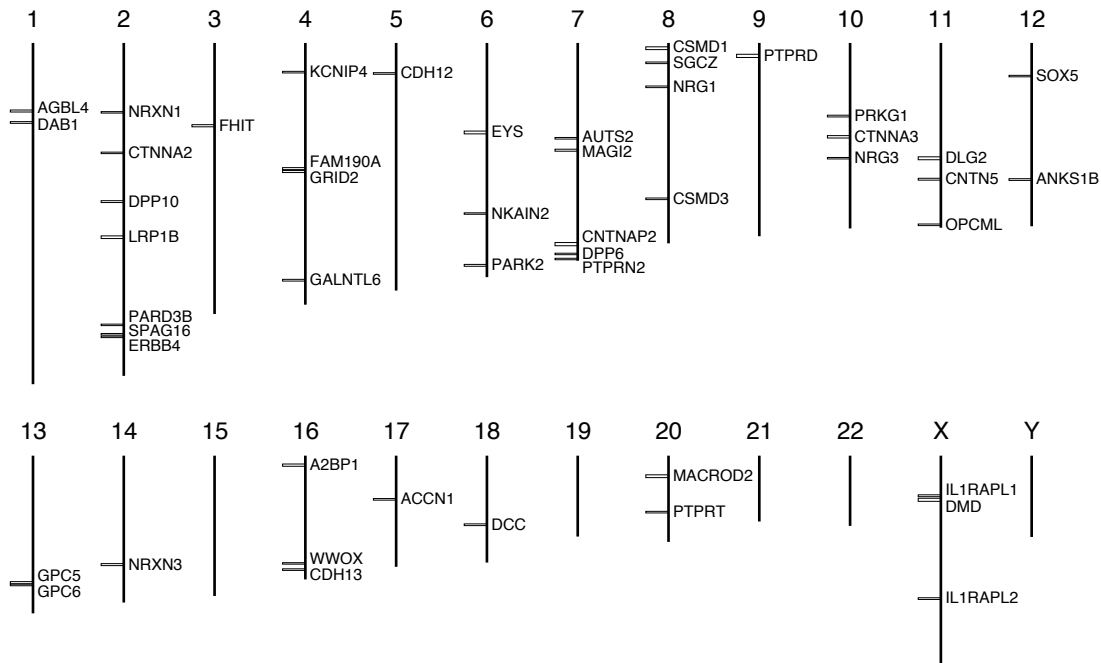 1 2 3 4 5 6 7 8 9 10 11 12
AGBL4
DAB1
NRXN1
CTNNA2
DPP10
LRP1B
PARD3B
SPAG16
ERBB4
FHIT
KCNIP4
FAM190A
GRID2
GALNTL6
CDH12
EYS
NKAIN2
PARK2
AUTS2
MAGI2
CNTNAP2
DPP6
PTPRN2
CSMD1
SGCZ
NRG1
CSMD3
PTPRD
PRKG1
CTNNA3
NRG3
DLG2
CNTN5
OPCML
SOX5
ANKS1B
13 14 15 16 17 18 19 20 21 22 X Y
GPC5
GPC6
NRXN3
A2BP1
WWOX
CDH13
ACCN1
DCC
MACROD2
PTPRT
IL1RAPL1
DMD
IL1RAPL2